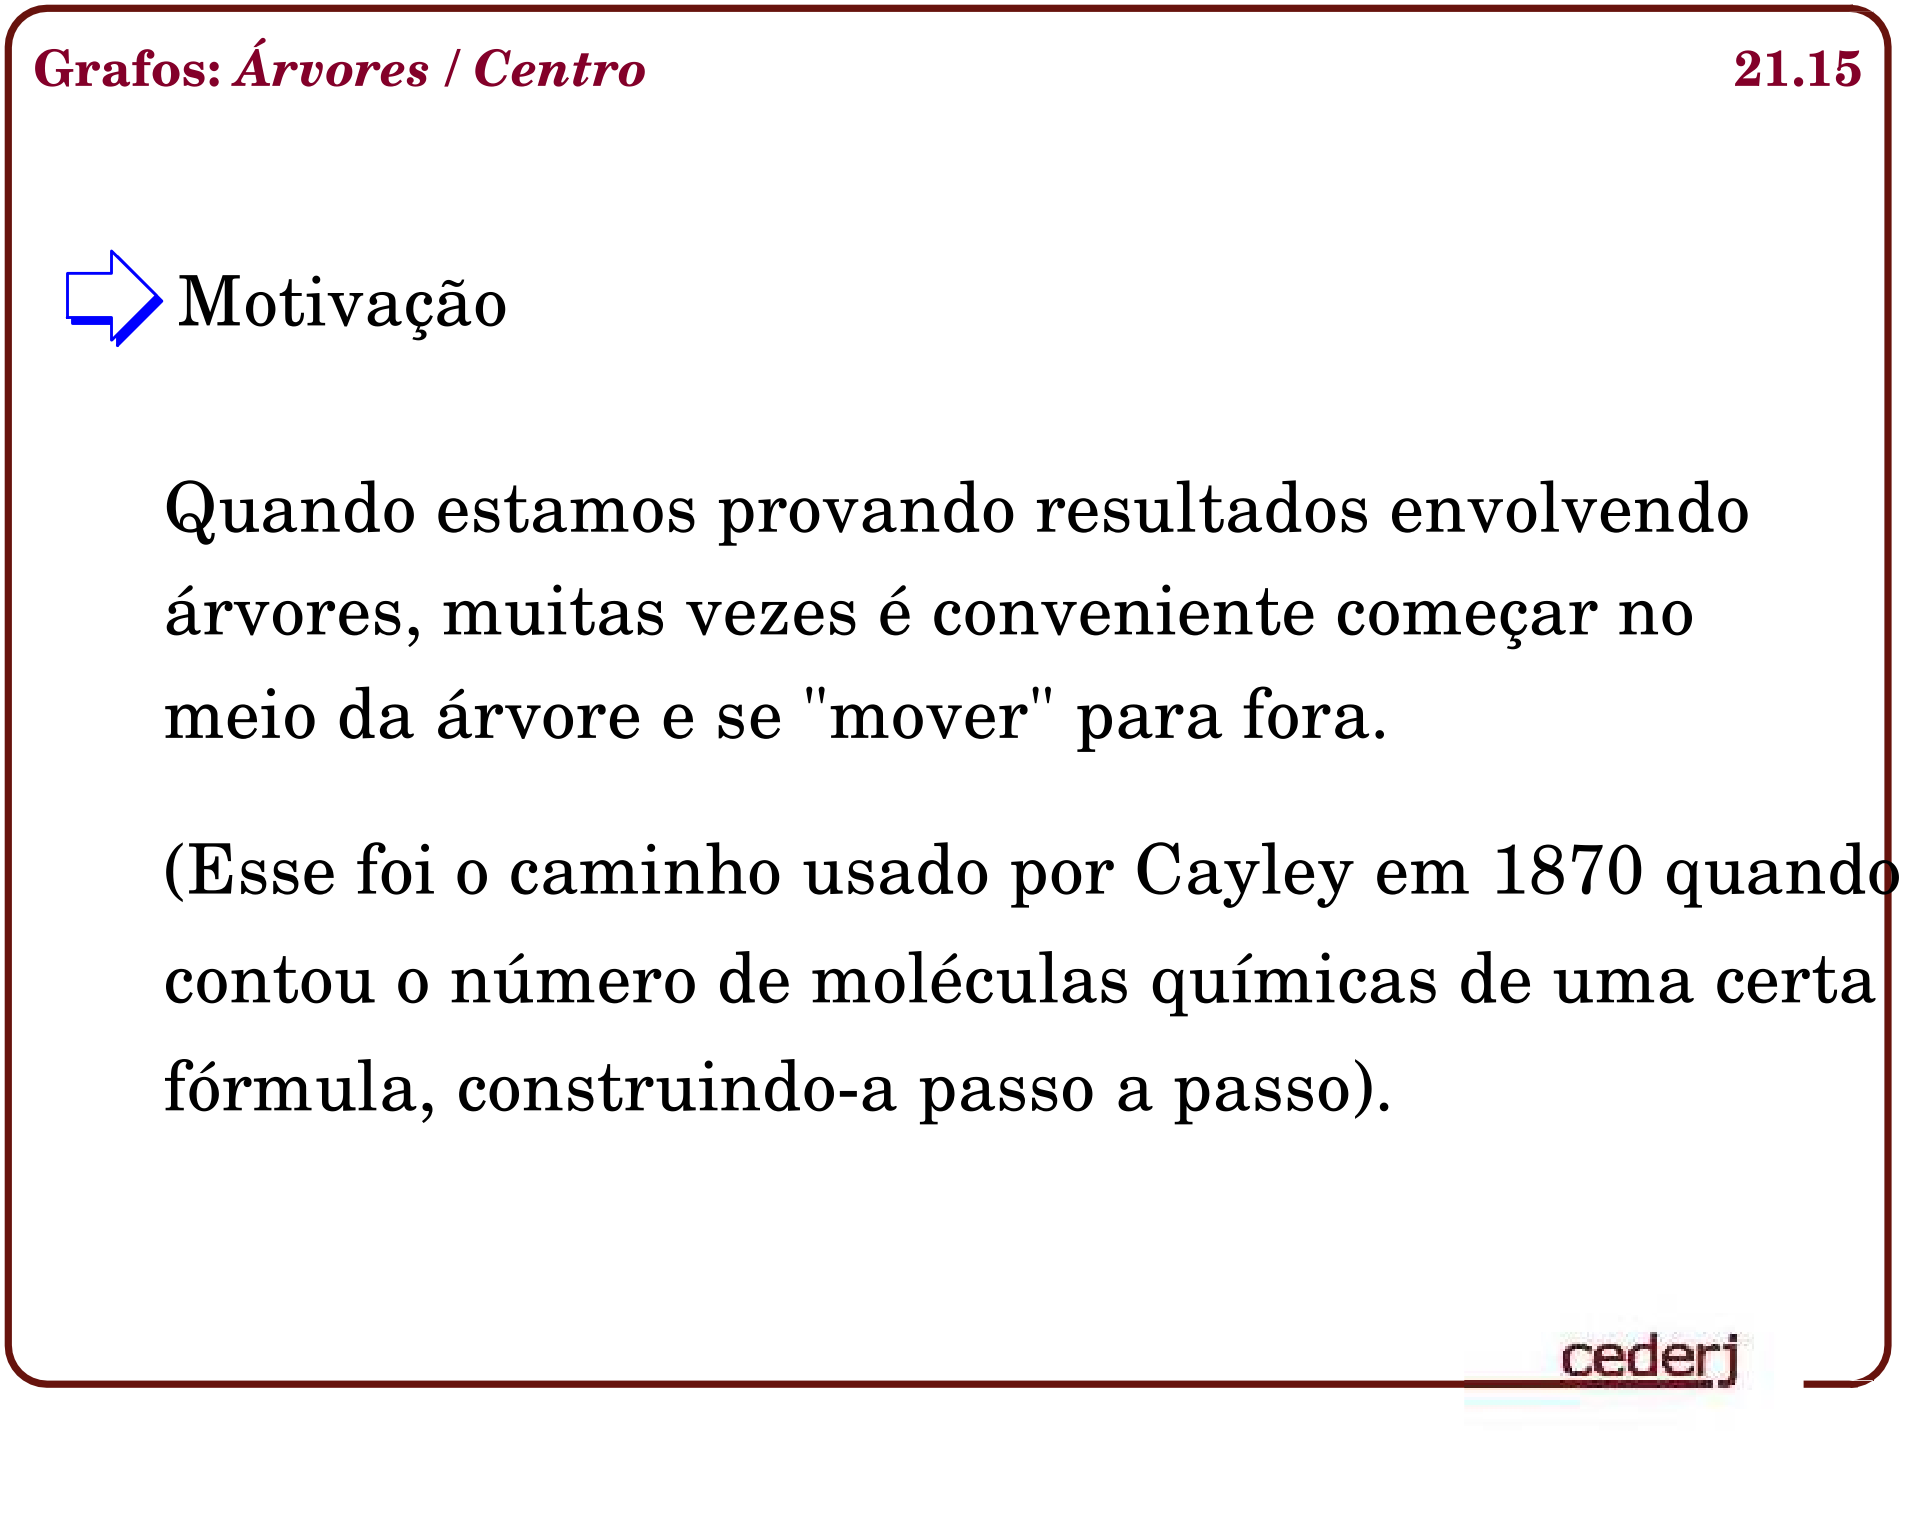 Grafos: Árvores / Centro 21.15
Motivação
Quando estamos provando resultados envolvendo
árvores, muitas vezes é conveniente começar no
meio da árvore e se "mover" para fora.
(Esse foi o caminho usado por Cayley em 1870 quando
contou o número de moléculas químicas de uma certa
fórmula, construindo-a passo a passo).
cederj